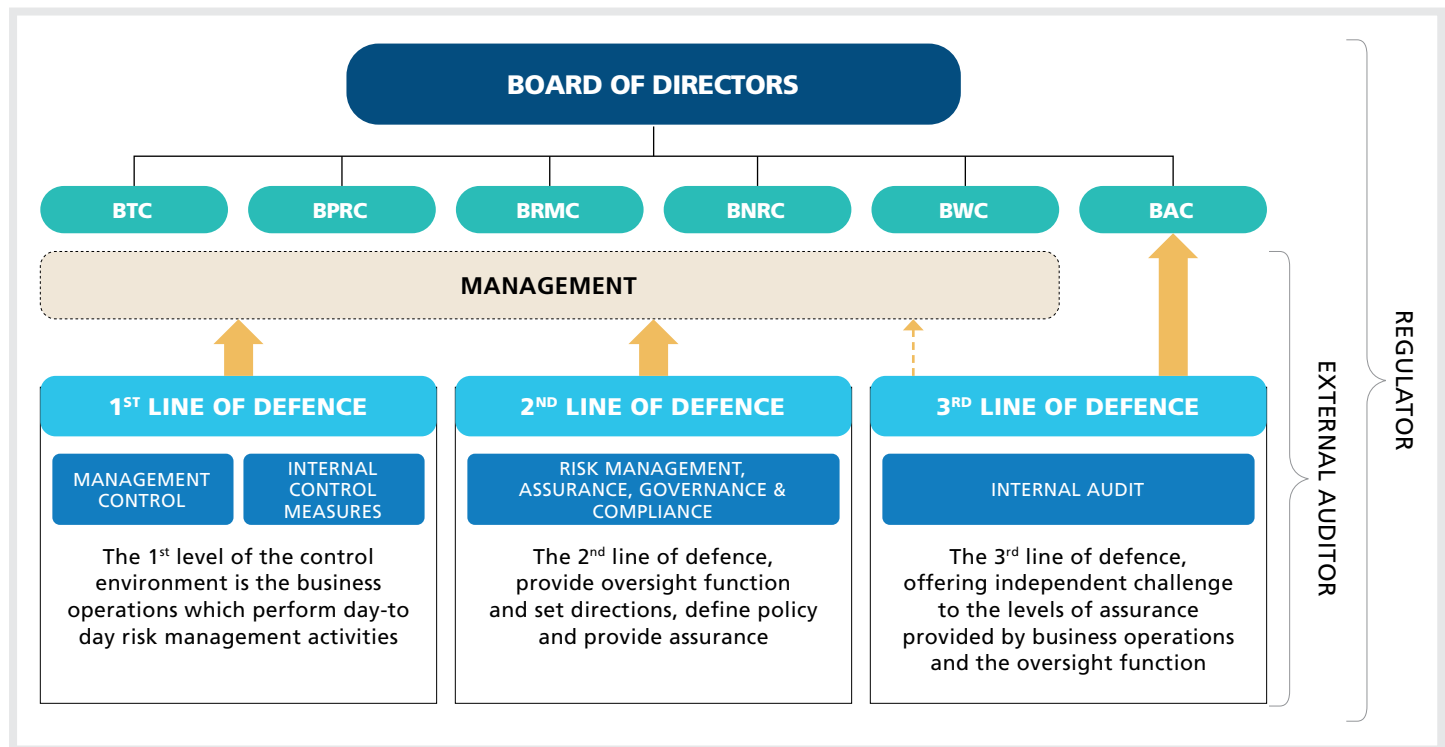 BOARD OF DIRECTORS
BTC
BPRC
BRMC
BNRC
BWC
BAC
MANAGEMENT
1ST LINE OF DEFENCE
MANAGEMENT
CONTROL
INTERNAL
CONTROL
MEASURES
The 1st level of the control
environment is the business
operations which perform day-to
day risk management activities
2ND LINE OF DEFENCE
RISK MANAGEMENT,
ASSURANCE, GOVERNANCE &
COMPLIANCE
The 2nd line of defence,
provide oversight function
and set directions, define policy
and provide assurance
3RD LINE OF DEFENCE
INTERNAL AUDIT
The 3rd line of defence,
offering independent challenge
to the levels of assurance
provided by business operations
and the oversight function
EXTERNAL AUDITOR
REGULATOR